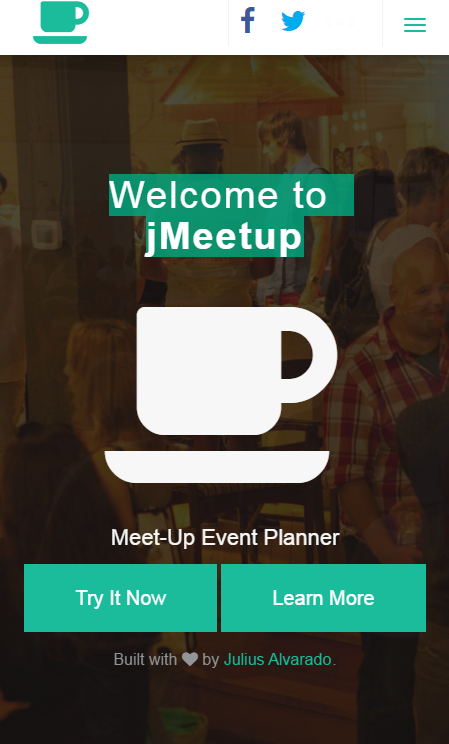 Welcome to
jMeetup
Meet-Up Event Planner
Try It Now
Learn More
Built with by Julius Alvarado.